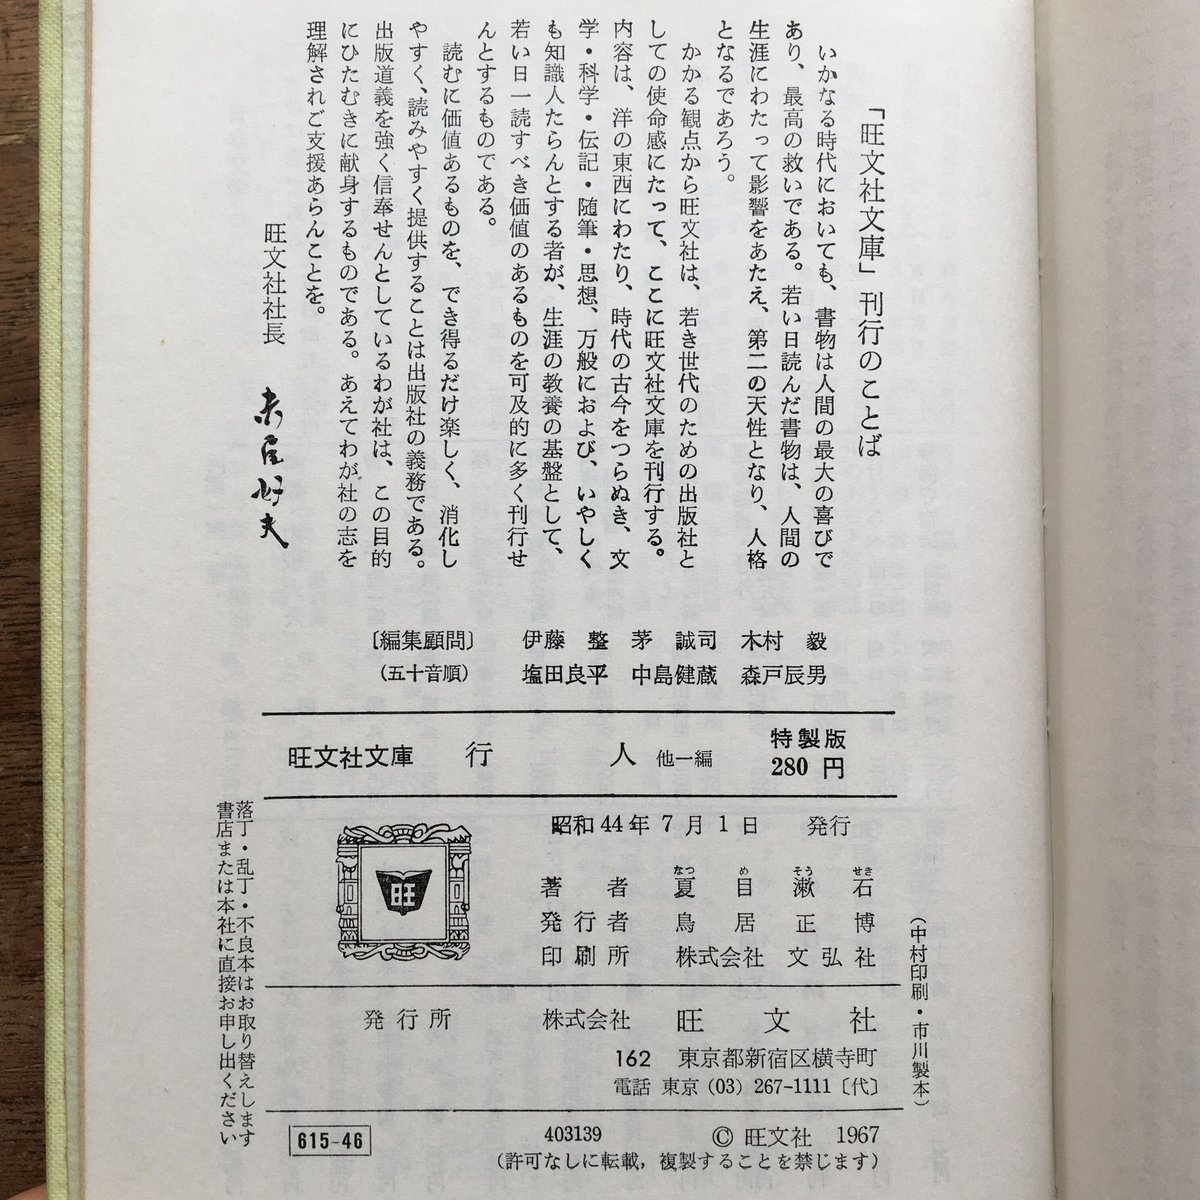 「旺文社文庫」刊行のことば
いかなる時代においても、書物は人間の最大の喜びで
あり、最高の救いである。若い日読んだ書物は、人間の
生涯にわたって影響をあたえ、第二の天性となり、人格
となるであろう。
かかる観点から旺文社は、若き世代のための出版社と
しての使命感にたって、ここに旺文社文庫を刊行する。
内容は、洋の東西にわたり、時代の古今をつらぬき、文
学・科学・伝記・随筆・思想、万般におよび、いやしく
も知識人たらんとする者が、生涯の教養の基盤として、
若い日一読すべき価値のあるものを可及的に多く刊行せ
んとするものである。
読むに価値あるものを、でき得るだけ楽しく、消化し
やすく、読みやすく提供することは出版社の義務である。
出版道義を強く信奉せんとしているわが社は、この目的
にひたむきに献身するものである。あえてわが社の志を
理解されご支援あらんことを。
旺文社社長 赤尾好夫
〔編集顧問〕 伊藤 整 茅 誠司 木村 毅
(五十音順) 塩田良平 中島健蔵 森戸辰男
旺文社文庫 行 人 他一編 特製版
280 円
昭和44年7月1日 発行
なつ め そう せき
著者 夏目漱石
発行者 鳥居正博
印刷所 株式会社 文弘社
(中村印刷・市川製本)
発行所 株式会社 旺文社
162 東京都新宿区横寺町
電話 東京(03)267-1111〔代〕
旺
落丁・乱丁・不良本はお取り替えします
書店または本社に直接お申し出ください
615-46
403139
© 旺文社 1967
(許可なしに転載, 複製することを禁じます)